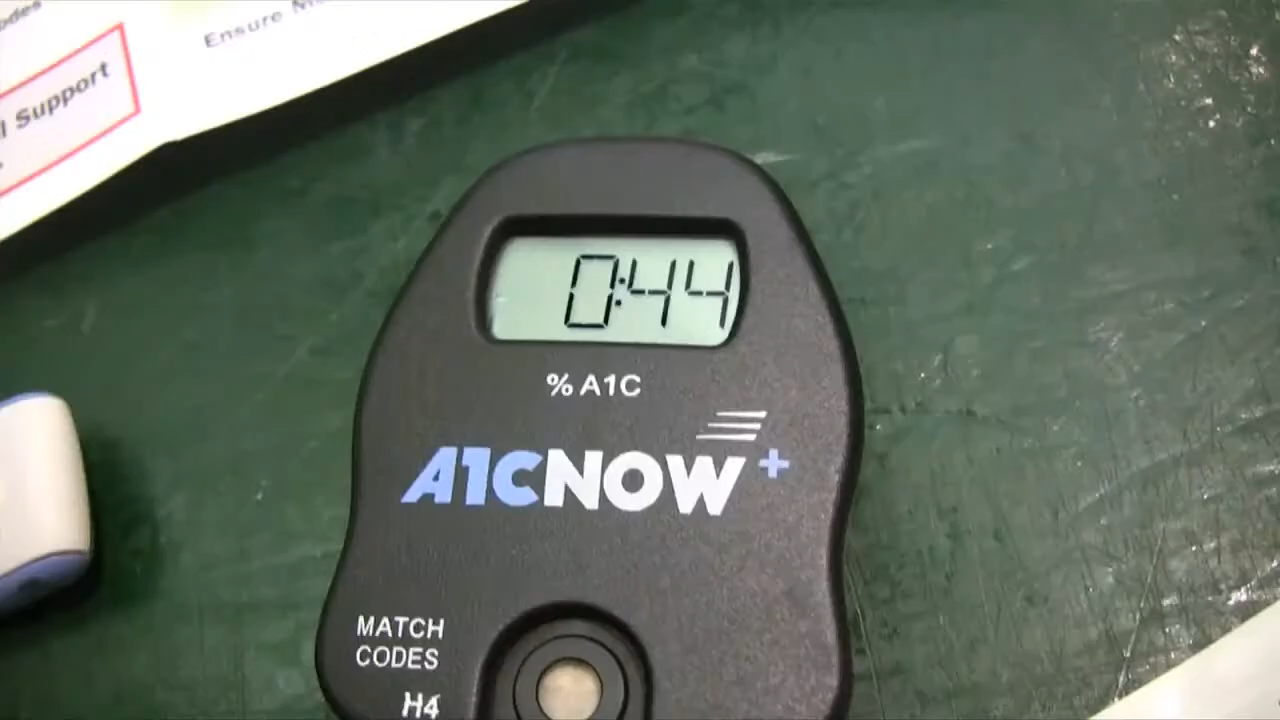 Support
Ensure
0:44
% A1C
A1CNOW+
MATCH
CODES
H4